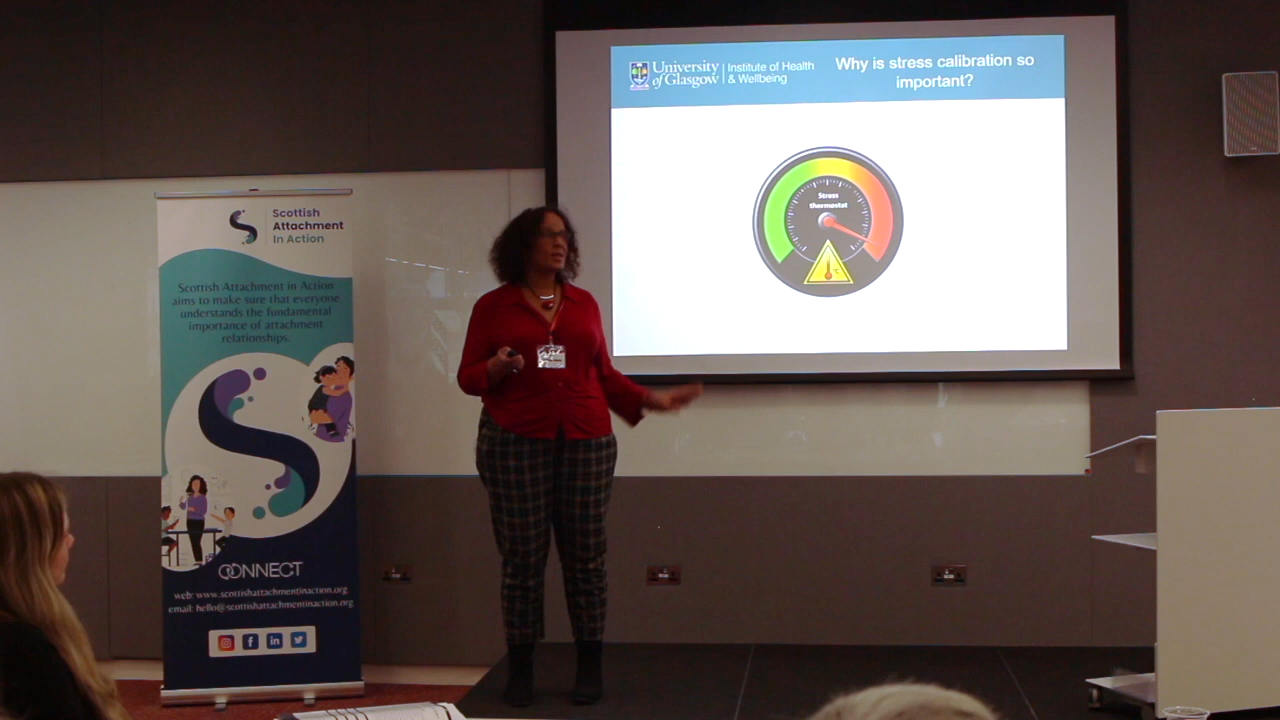 University
of Glasgow
Institute of Health
& Wellbeing
Why is stress calibration so
important?
Stress
thermostat
°C
Scottish
Attachment
In Action
Scottish Attachment in Action
aims to make sure that everyone
understands the fundamental
importance of attachment
relationships.
CONNECT
web: www.scottishattachmentinaction.org
email: hello@scottishattachmentinaction.org